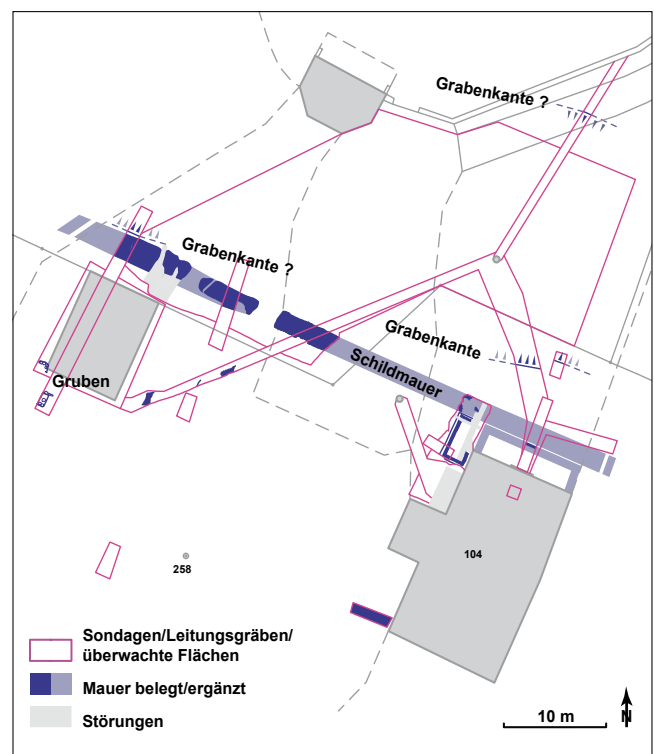 Grabenkante ?
Grabenkante ?
Grabenkante
Schildmauer
Gruben
104
258
Sondagen/Leitungsgräben/
überwachte Flächen
Mauer belegt/ergänzt
Störungen
10 m
N